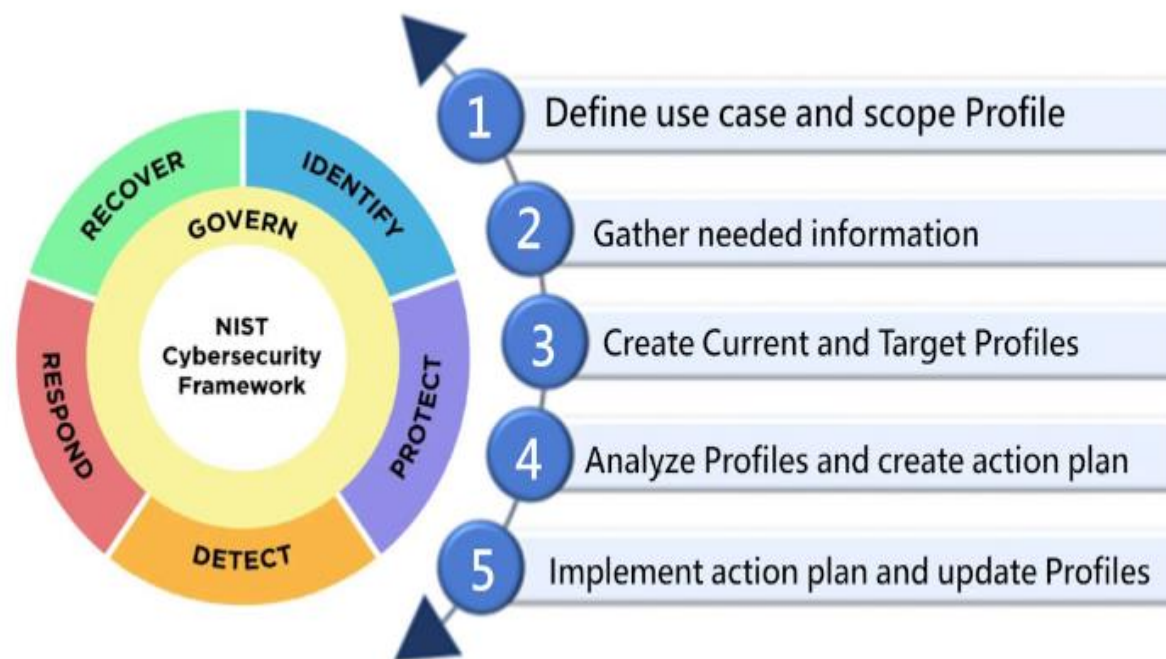 RECOVER
IDENTIFY
GOVERN
NIST
Cybersecurity
Framework
RESPOND
PROTECT
DETECT
1 Define use case and scope Profile
2 Gather needed information
3 Create Current and Target Profiles
4 Analyze Profiles and create action plan
5 Implement action plan and update Profiles